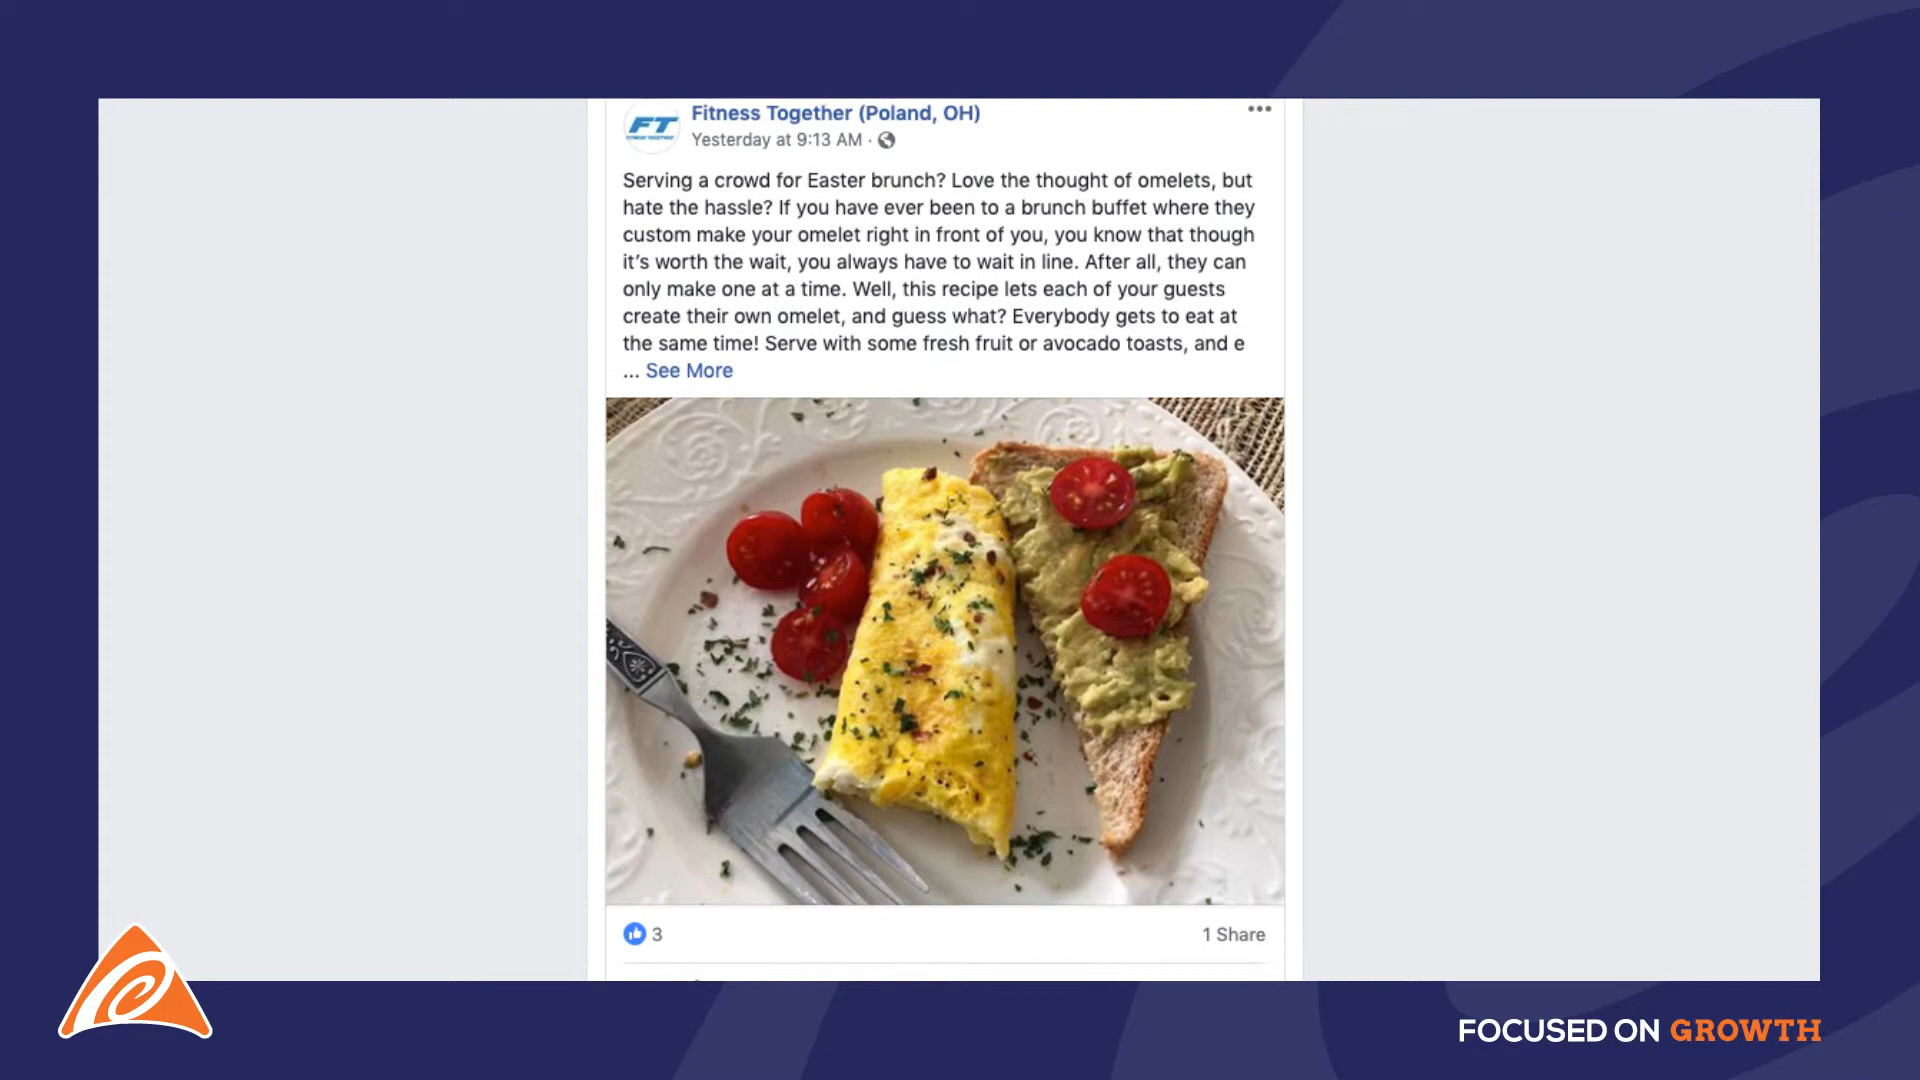 Fitness Together (Poland, OH)
Yesterday at 9:13 AM ·
FT
FITNESS TOGETHER
Serving a crowd for Easter brunch? Love the thought of omelets, but
hate the hassle? If you have ever been to a brunch buffet where they
custom make your omelet right in front of you, you know that though
it’s worth the wait, you always have to wait in line. After all, they can
only make one at a time. Well, this recipe lets each of your guests
create their own omelet, and guess what? Everybody gets to eat at
the same time! Serve with some fresh fruit or avocado toasts, and e
... See More
3
1 Share
FOCUSED ON GROWTH